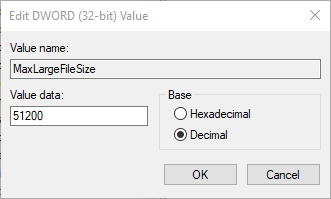 Edit DWORD (32-bit) Value
Value name:
MaxLargeFileSize
Value data:
51200
Base
Hexadecimal
Decimal
OK
Cancel